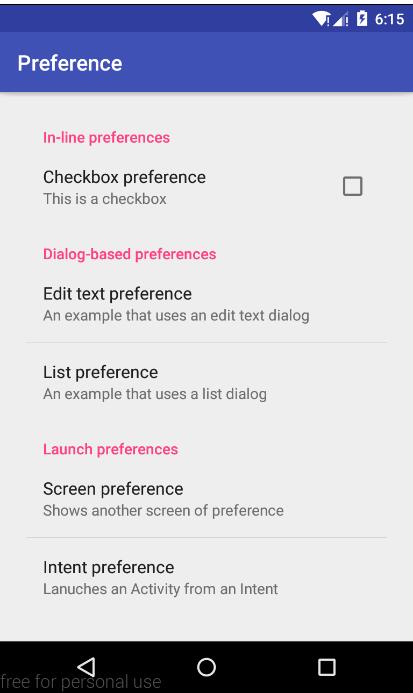 6:15
Preference
In-line preferences
Checkbox preference
This is a checkbox
Dialog-based preferences
Edit text preference
An example that uses an edit text dialog
List preference
An example that uses a list dialog
Launch preferences
Screen preference
Shows another screen of preference
Intent preference
Lanuches an Activity from an Intent
free for personal use